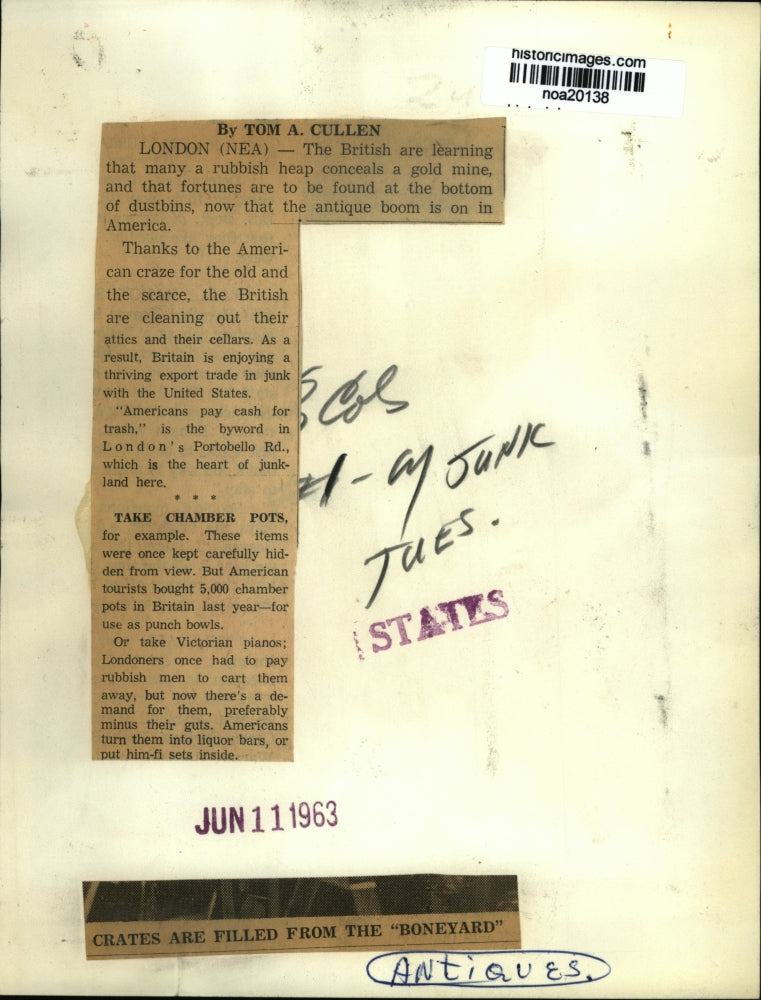 historicimages.com
noa20138
By TOM A. CULLEN
LONDON (NEA) — The British are learning
that many a rubbish heap conceals a gold mine,
and that fortunes are to be found at the bottom
of dustbins, now that the antique boom is on in
America.
Thanks to the Ameri-
can craze for the old and
the scarce, the British
are cleaning out their
attics and their cellars. As a
result, Britain is enjoying a
thriving export trade in junk
with the United States.
"Americans pay cash for
trash," is the byword in
London's Portobello Rd.,
which is the heart of junk-
land here.
* * *
TAKE CHAMBER POTS,
for example. These items
were once kept carefully hid-
den from view. But American
tourists bought 5,000 chamber
pots in Britain last year—for
use as punch bowls.
Or take Victorian pianos;
Londoners once had to pay
rubbish men to cart them
away, but now there's a de-
mand for them, preferably
minus their guts. Americans
turn them into liquor bars, or
put him-fi sets inside.
Cols
JUNK
TUES.
STATES
JUN 11 1963
CRATES ARE FILLED FROM THE "BONEYARD"
ANTIQUES.